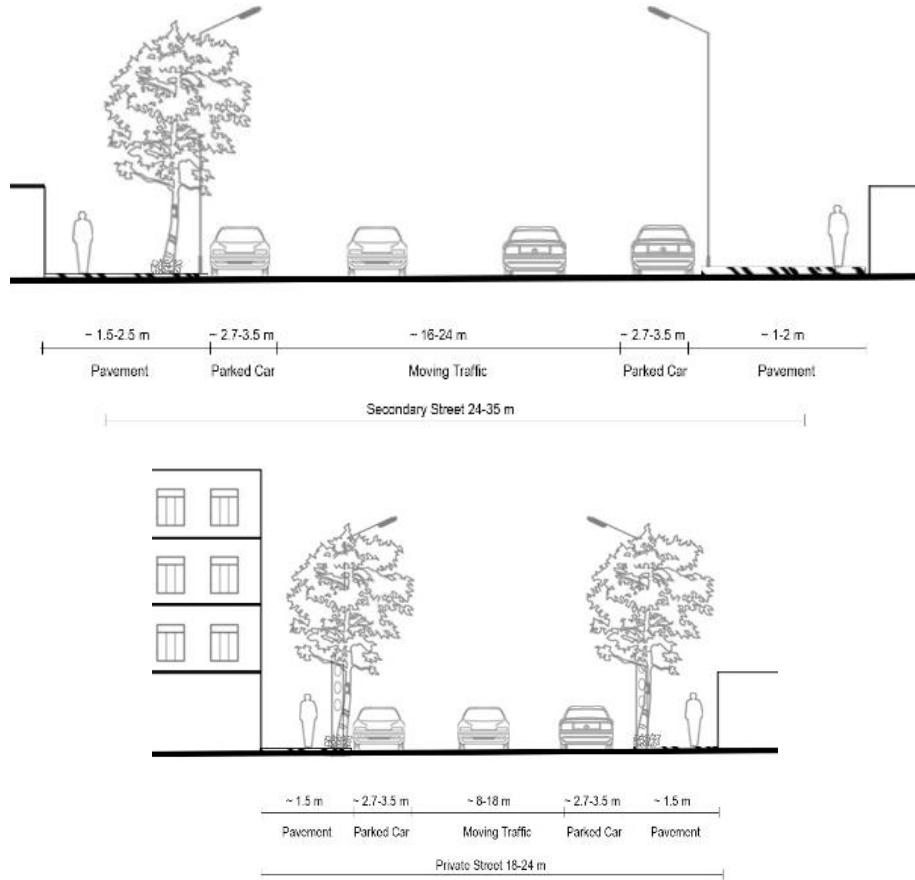 ~ 1.5-2.5 m ~ 2.7-3.5 m ~16-24 m ~ 2.7-3.5 m ~1-2 m
Pavement Parked Car Moving Traffic Parked Car Pavement
Secondary Street 24-35 m
~ 1.5 m ~ 2.7-3.5 m ~8-18 m ~ 2.7-3.5 m ~ 1.5 m
Pavement Parked Car Moving Traffic Parked Car Pavement
Private Street 18-24 m